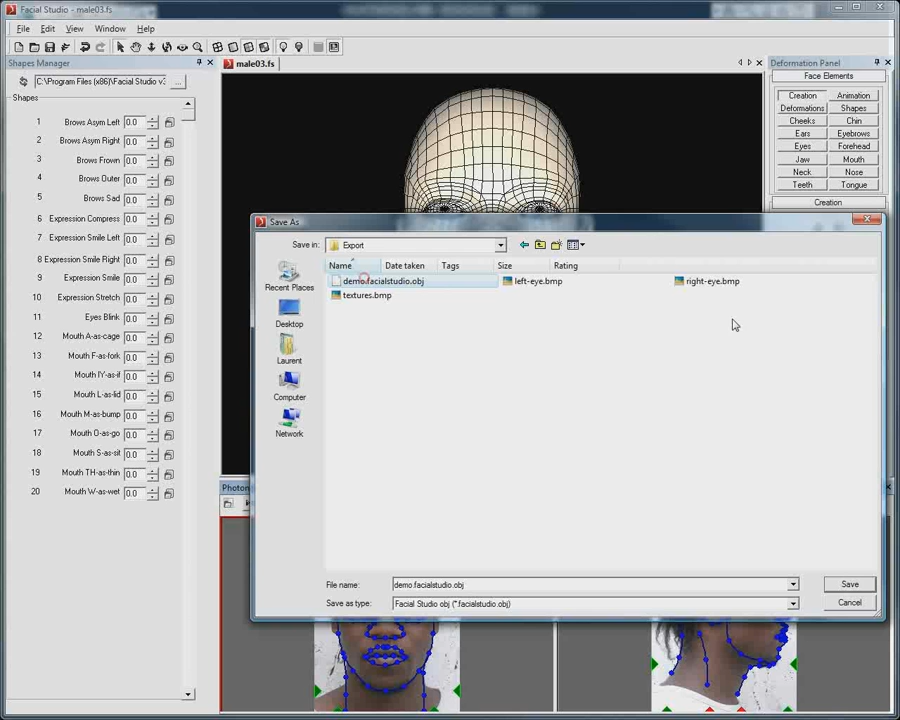 Facial Studio - male03.fs
File Edit View Window Help
Shapes Manager
male03.fs
Deformation Panel
C:\Program Files (x86)\Facial Studio v3 ...
Shapes
1 Brows Asym Left 0.0
2 Brows Asym Right 0.0
3 Brows Frown 0.0
4 Brows Outer 0.0
5 Brows Sad 0.0
6 Expression Compress 0.0
7 Expression Smile Left 0.0
8 Expression Smile Right 0.0
9 Expression Smile 0.0
10 Expression Stretch 0.0
11 Eyes Blink 0.0
12 Mouth A-as-cage 0.0
13 Mouth F-as-fork 0.0
14 Mouth IY-as-if 0.0
15 Mouth L-as-lid 0.0
16 Mouth M-as-bump 0.0
17 Mouth O-as-go 0.0
18 Mouth S-as-sit 0.0
19 Mouth TH-as-thin 0.0
20 Mouth W-as-wet 0.0
Face Elements
Creation Animation
Deformations Shapes
Cheeks Chin
Ears Eyebrows
Eyes Forehead
Jaw Mouth
Neck Nose
Teeth Tongue
Creation
Save As
Save in: Export
Name Date taken Tags Size Rating
demo.facialstudio.obj left-eye.bmp right-eye.bmp
textures.bmp
Recent Places
Desktop
Laurent
Computer
Network
File name: demo.facialstudio.obj Save
Save as type: Facial Studio obj (*.facialstudio.obj) Cancel